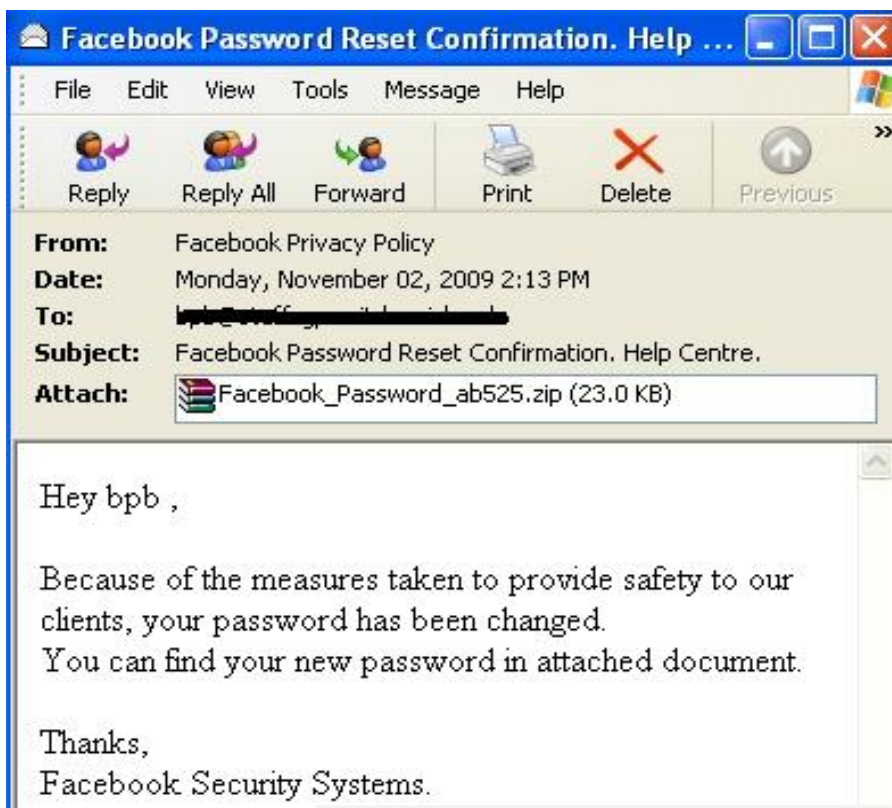 Facebook Password Reset Confirmation. Help ...
File Edit View Tools Message Help
Reply Reply All Forward Print Delete Previous
From: Facebook Privacy Policy
Date: Monday, November 02, 2009 2:13 PM
To:
Subject: Facebook Password Reset Confirmation. Help Centre.
Attach: Facebook_Password_ab525.zip (23.0 KB)
Hey bpb ,
Because of the measures taken to provide safety to our
clients, your password has been changed.
You can find your new password in attached document.
Thanks,
Facebook Security Systems.